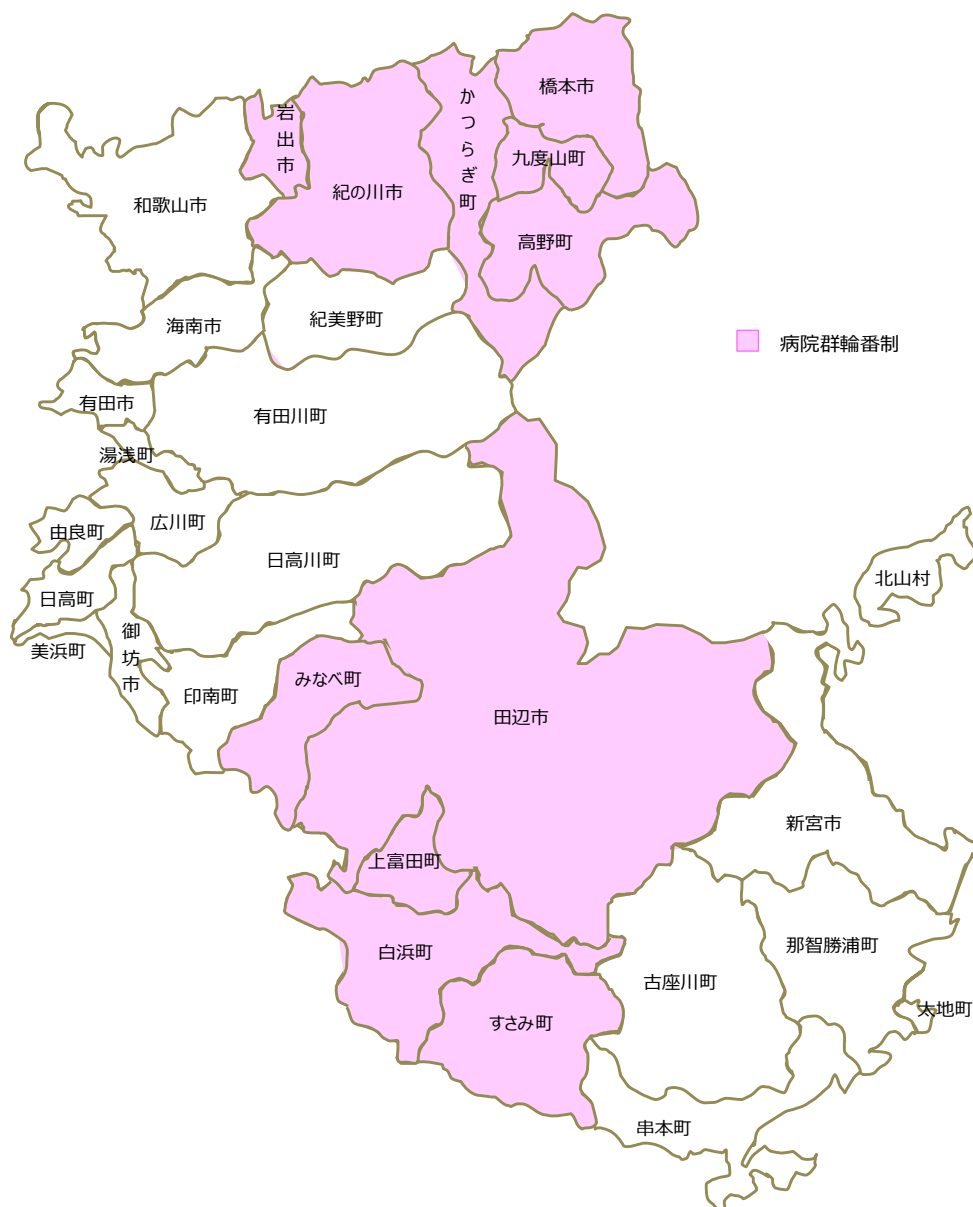 橋本市
かつらぎ町
岩出市
九度山町
紀の川市
和歌山市
高野町
海南市
紀美野町
病院群輪番制
有田市
有田川町
湯浅町
広川町
由良町
日高川町
北山村
日高町
御坊市
美浜町
みなべ町
印南町
田辺市
新宮市
上富田町
那智勝浦町
白浜町
古座川町
太地町
すさみ町
串本町